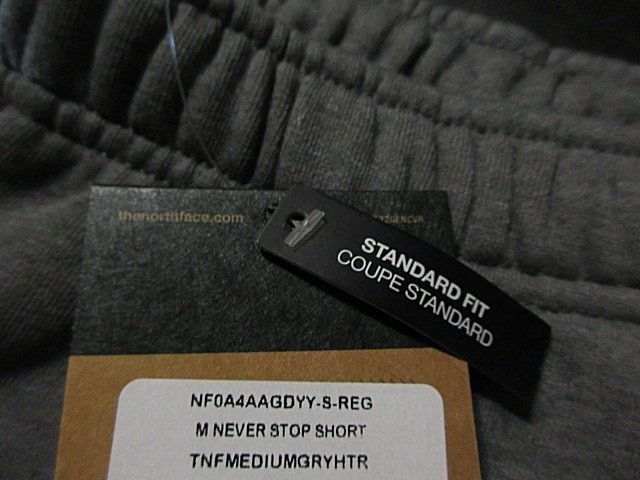 thenorthface.com
STANDARD FIT
COUPE STANDARD
NF0A4AAGDYY-S-REG
M NEVER STOP SHORT
TNFMEDIUMGRYHTR